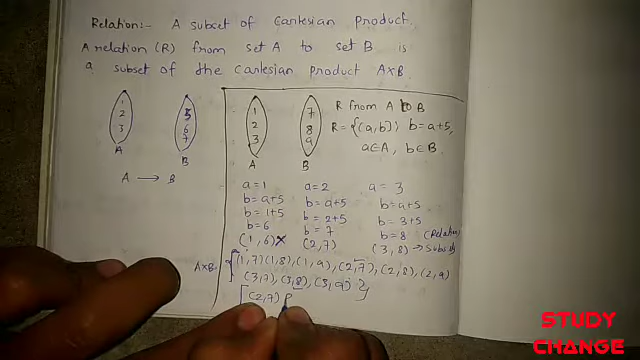 Relation:- A subset of Cartesian product.
A relation (R) from set A to set B is
a subset of the Cartesian product A×B.
1
2
3
A
5
6
7
B
A → B
1
2
3
A
7
8
9
B
R from A to B
R = {(a,b); b=a+5,
a∈A, b∈B.
a=1
b=a+5
b=1+5
b=6
(1,6)×
a=2
b=a+5
b=2+5
b=7
(2,7)
a=3
b=a+5
b=3+5
b=8 (Relation)
(3,8) → Subsets
A×B= {(1,7)(1,8),(1,9),(2,7),(2,8),(2,9)
(3,7),(3,8),(3,9)}
[(2,7)
STUDY
CHANGE